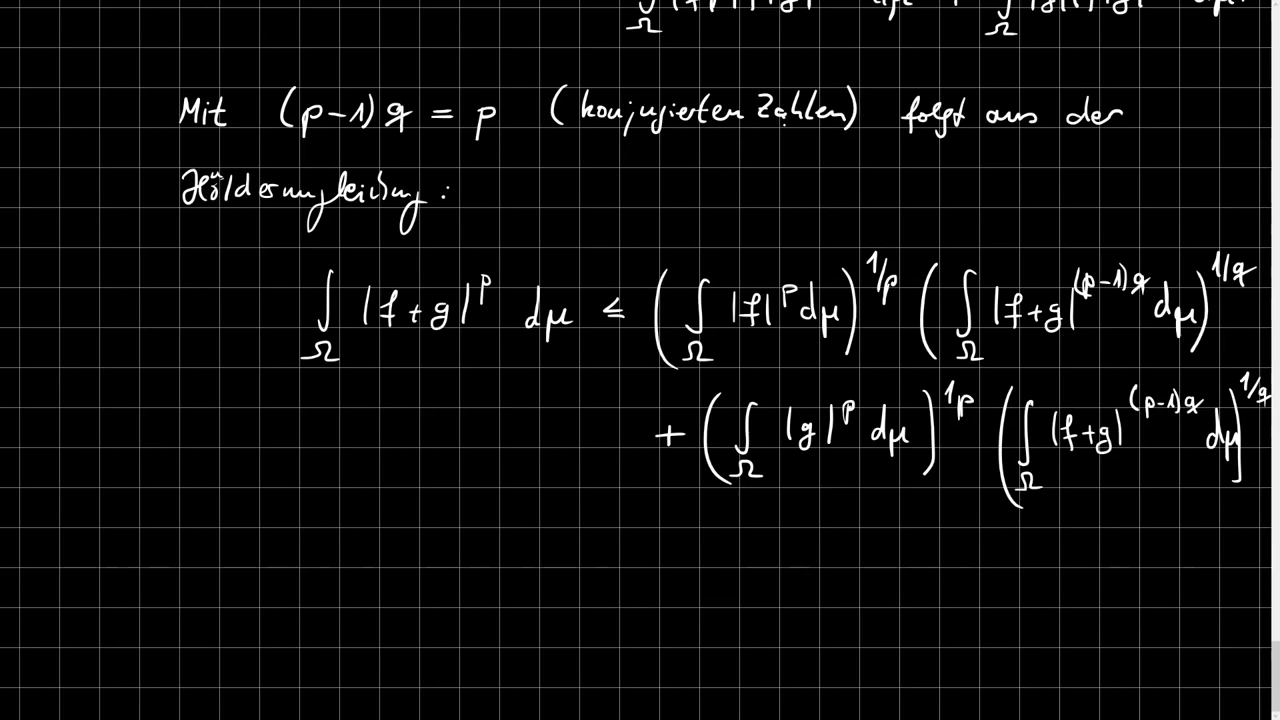 Mit (p-1)q = p (konjugierten Zahlen) folgt aus der
Hölderungleichung:
∫_Ω |f+g|^p dμ ≤ (∫_Ω |f|^p dμ)^{1/p} (∫_Ω |f+g|^{(p-1)q} dμ)^{1/q}
+ (∫_Ω |g|^p dμ)^{1/p} (∫_Ω |f+g|^{(p-1)q} dμ)^{1/q}